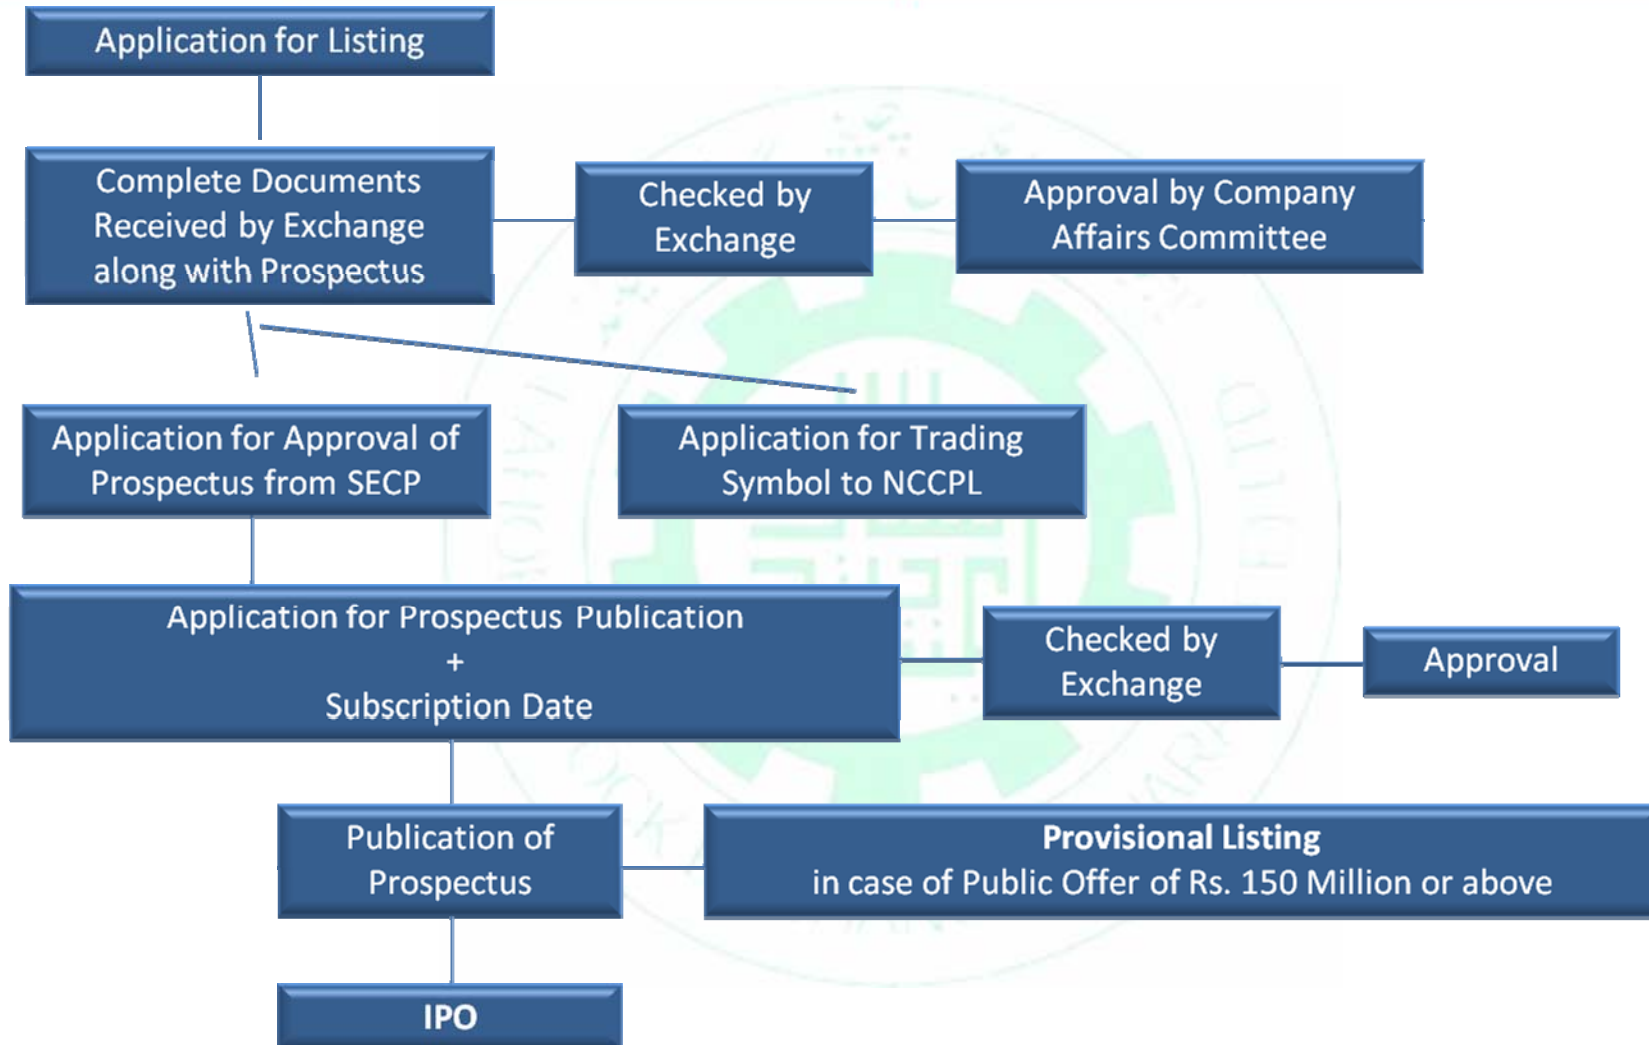 Application for Listing
Complete Documents
Received by Exchange
along with Prospectus
Checked by
Exchange
Approval by Company
Affairs Committee
Application for Approval of
Prospectus from SECP
Application for Trading
Symbol to NCCPL
Application for Prospectus Publication
+
Subscription Date
Checked by
Exchange
Approval
Publication of
Prospectus
Provisional Listing
in case of Public Offer of Rs. 150 Million or above
IPO